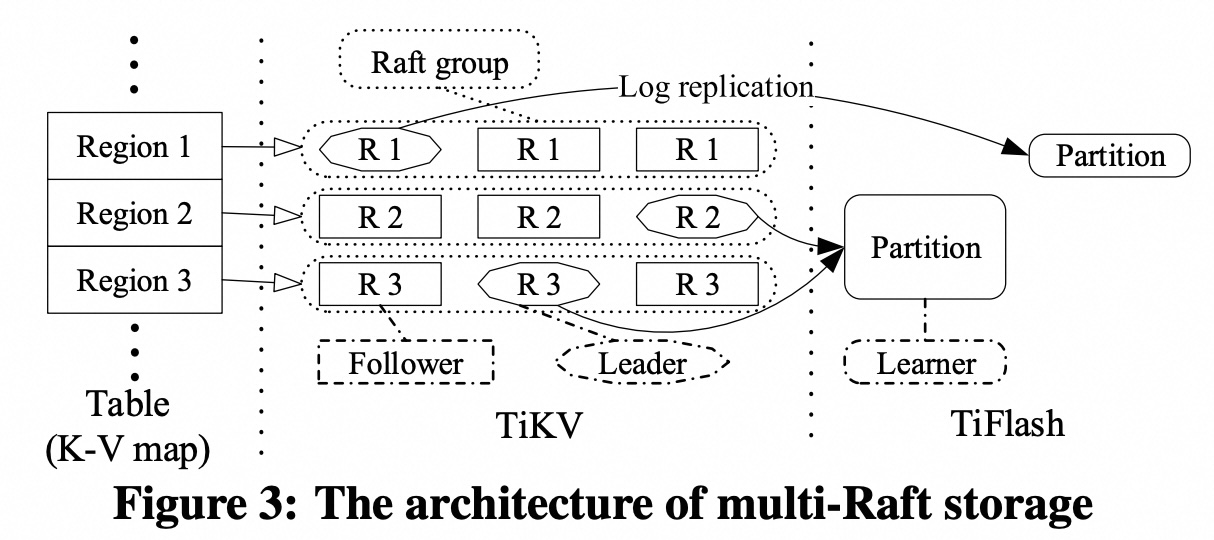 Raft group
Log replication
Region 1
R 1
R 1
R 1
Partition
Region 2
R 2
R 2
R 2
Partition
Region 3
R 3
R 3
R 3
Follower
Leader
Learner
Table
(K-V map)
TiKV
TiFlash
Figure 3: The architecture of multi-Raft storage